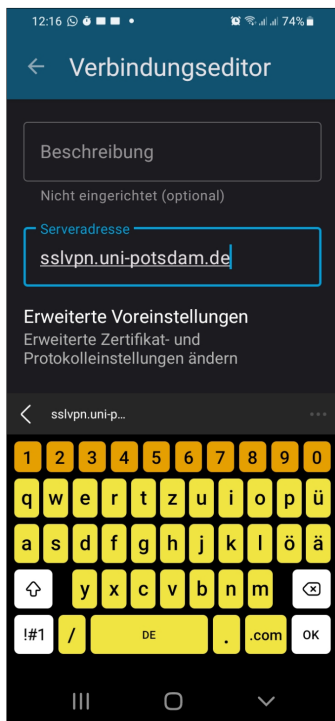 12:16 74%
Verbindungseditor
Beschreibung
Nicht eingerichtet (optional)
Serveradresse
sslvpn.uni-potsdam.de
Erweiterte Voreinstellungen
Erweiterte Zertifikat- und
Protokolleinstellungen ändern
sslvpn.uni-p...
1 2 3 4 5 6 7 8 9 0
q w e r t z u i o p ü
a s d f g h j k l ö ä
y x c v b n m
!#1 / DE . .com OK